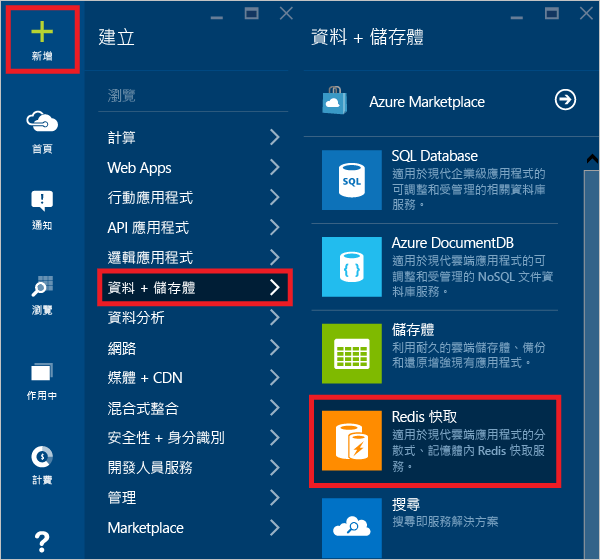 新增
首頁
通知
瀏覽
作用中
計費
?
建立
瀏覽
計算
Web Apps
行動應用程式
API 應用程式
邏輯應用程式
資料 + 儲存體
資料分析
網路
媒體 + CDN
混合式整合
安全性 + 身分識別
開發人員服務
管理
Marketplace
資料 + 儲存體
Azure Marketplace
SQL
SQL Database
適用於現代企業級應用程式的
可調整和受管理的相關資料庫
服務。
Azure DocumentDB
適用於現代雲端應用程式的可
調整和受管理的 NoSQL 文件資
料庫服務。
儲存體
利用耐久的雲端儲存體、備份
和還原增強現有應用程式。
Redis 快取
適用於現代雲端應用程式的分
散式、記憶體內 Redis 快取服
務。
搜尋
搜尋即服務解決方案